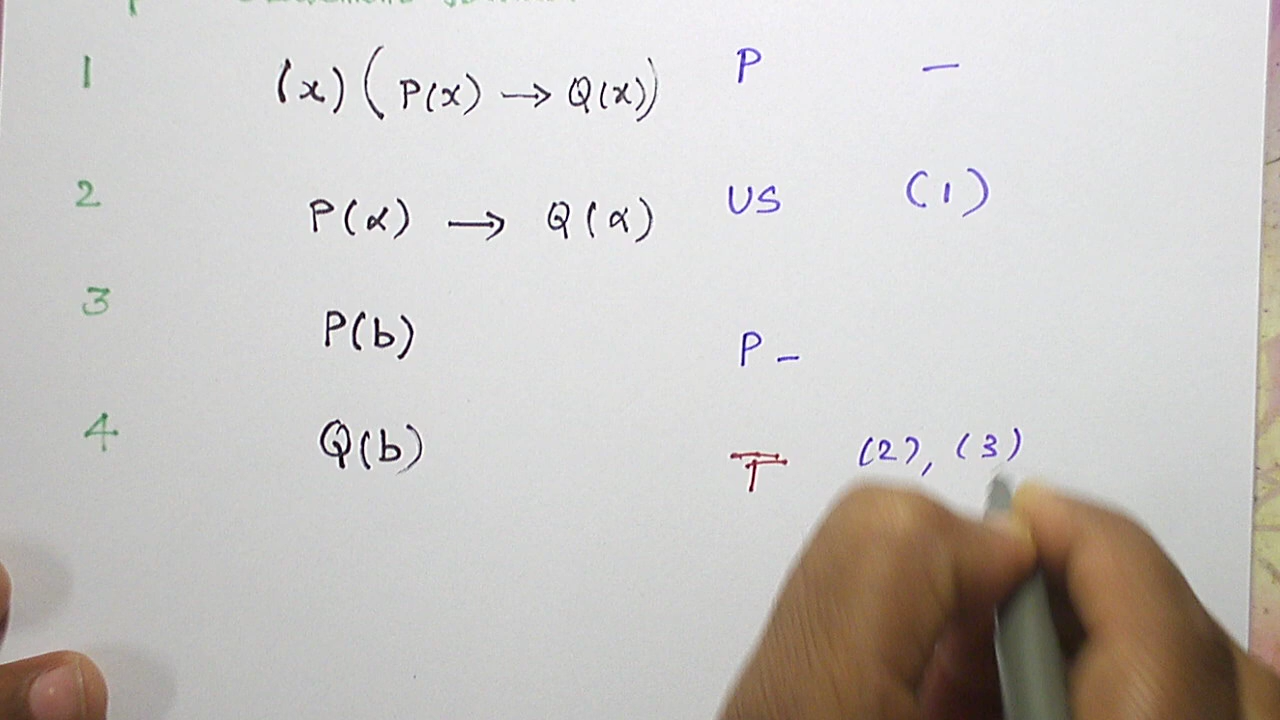 1 (x) ( P(x) → Q(x)) P —
2 P(α) → Q(α) US (1)
3 P(b) P –
4 Q(b) T (2), (3)